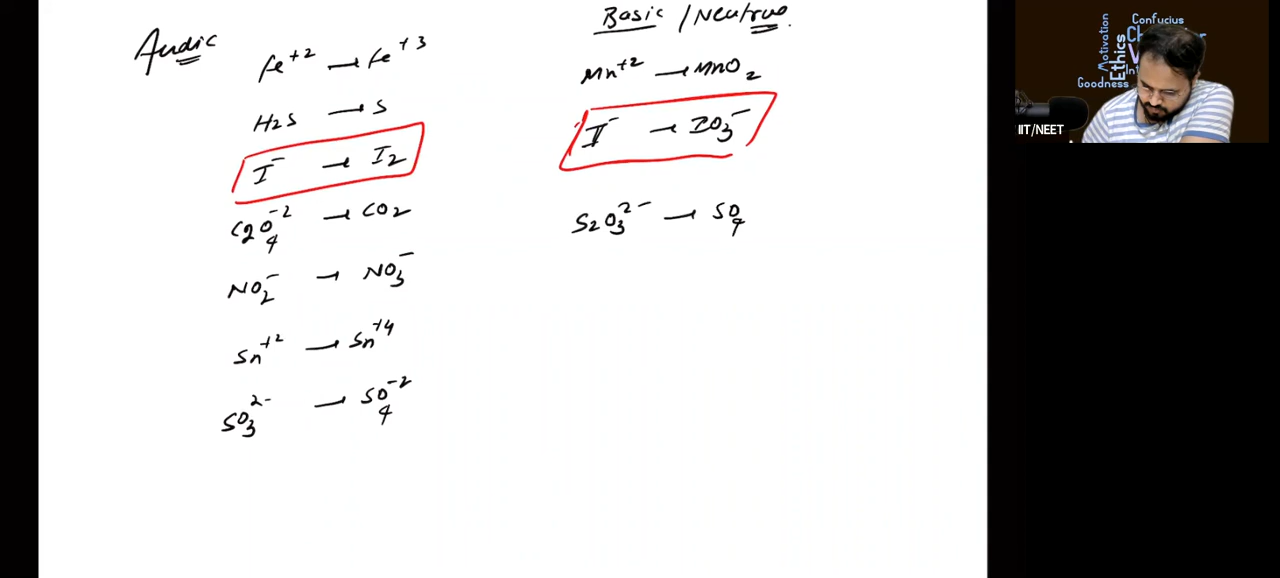 Acidic
Fe⁺² → Fe⁺³
H2S → S
I⁻ → I₂
C2O₄⁻² → CO₂
NO₂⁻ → NO₃⁻
Sn⁺² → Sn⁺⁴
SO₃²⁻ → SO₄⁻²
Basic / Neutral
Mn⁺² → MnO₂
I⁻ → IO₃⁻
S₂O₃²⁻ → SO₄
Confucius
Motivation
Ethics
Goodness
IIT/NEET